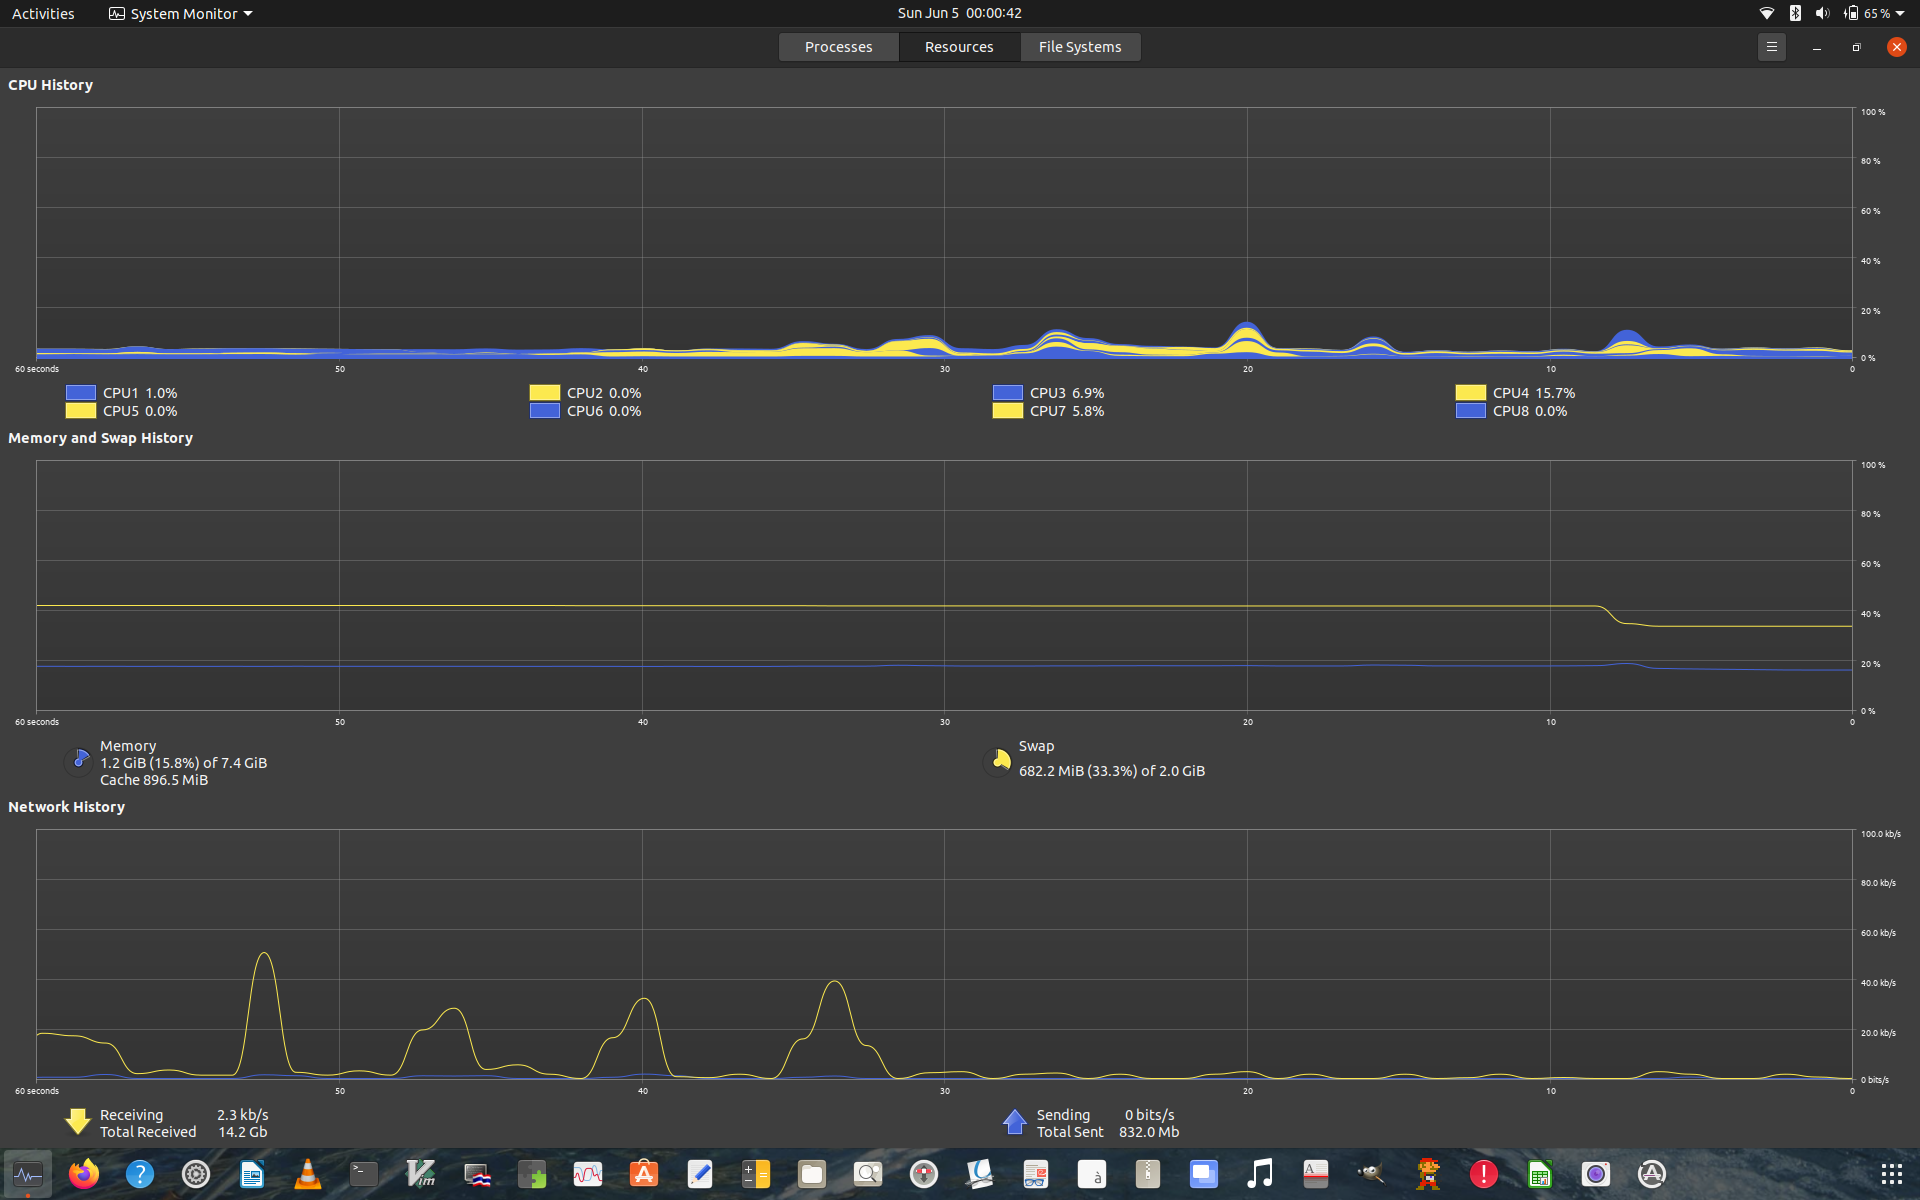 Activities System Monitor Sun Jun 5 00:00:42 65 %
Processes Resources File Systems
CPU History
100 %
80 %
60 %
40 %
20 %
0 %
60 seconds 50 40 30 20 10 0
CPU1 1.0% CPU2 0.0% CPU3 6.9% CPU4 15.7%
CPU5 0.0% CPU6 0.0% CPU7 5.8% CPU8 0.0%
Memory and Swap History
100 %
80 %
60 %
40 %
20 %
0 %
60 seconds 50 40 30 20 10 0
Memory Swap
1.2 GiB (15.8%) of 7.4 GiB 682.2 MiB (33.3%) of 2.0 GiB
Cache 896.5 MiB
Network History
100.0 kb/s
80.0 kb/s
60.0 kb/s
40.0 kb/s
20.0 kb/s
0 bits/s
60 seconds 50 40 30 20 10 0
Receiving 2.3 kb/s Sending 0 bits/s
Total Received 14.2 Gb Total Sent 832.0 Mb